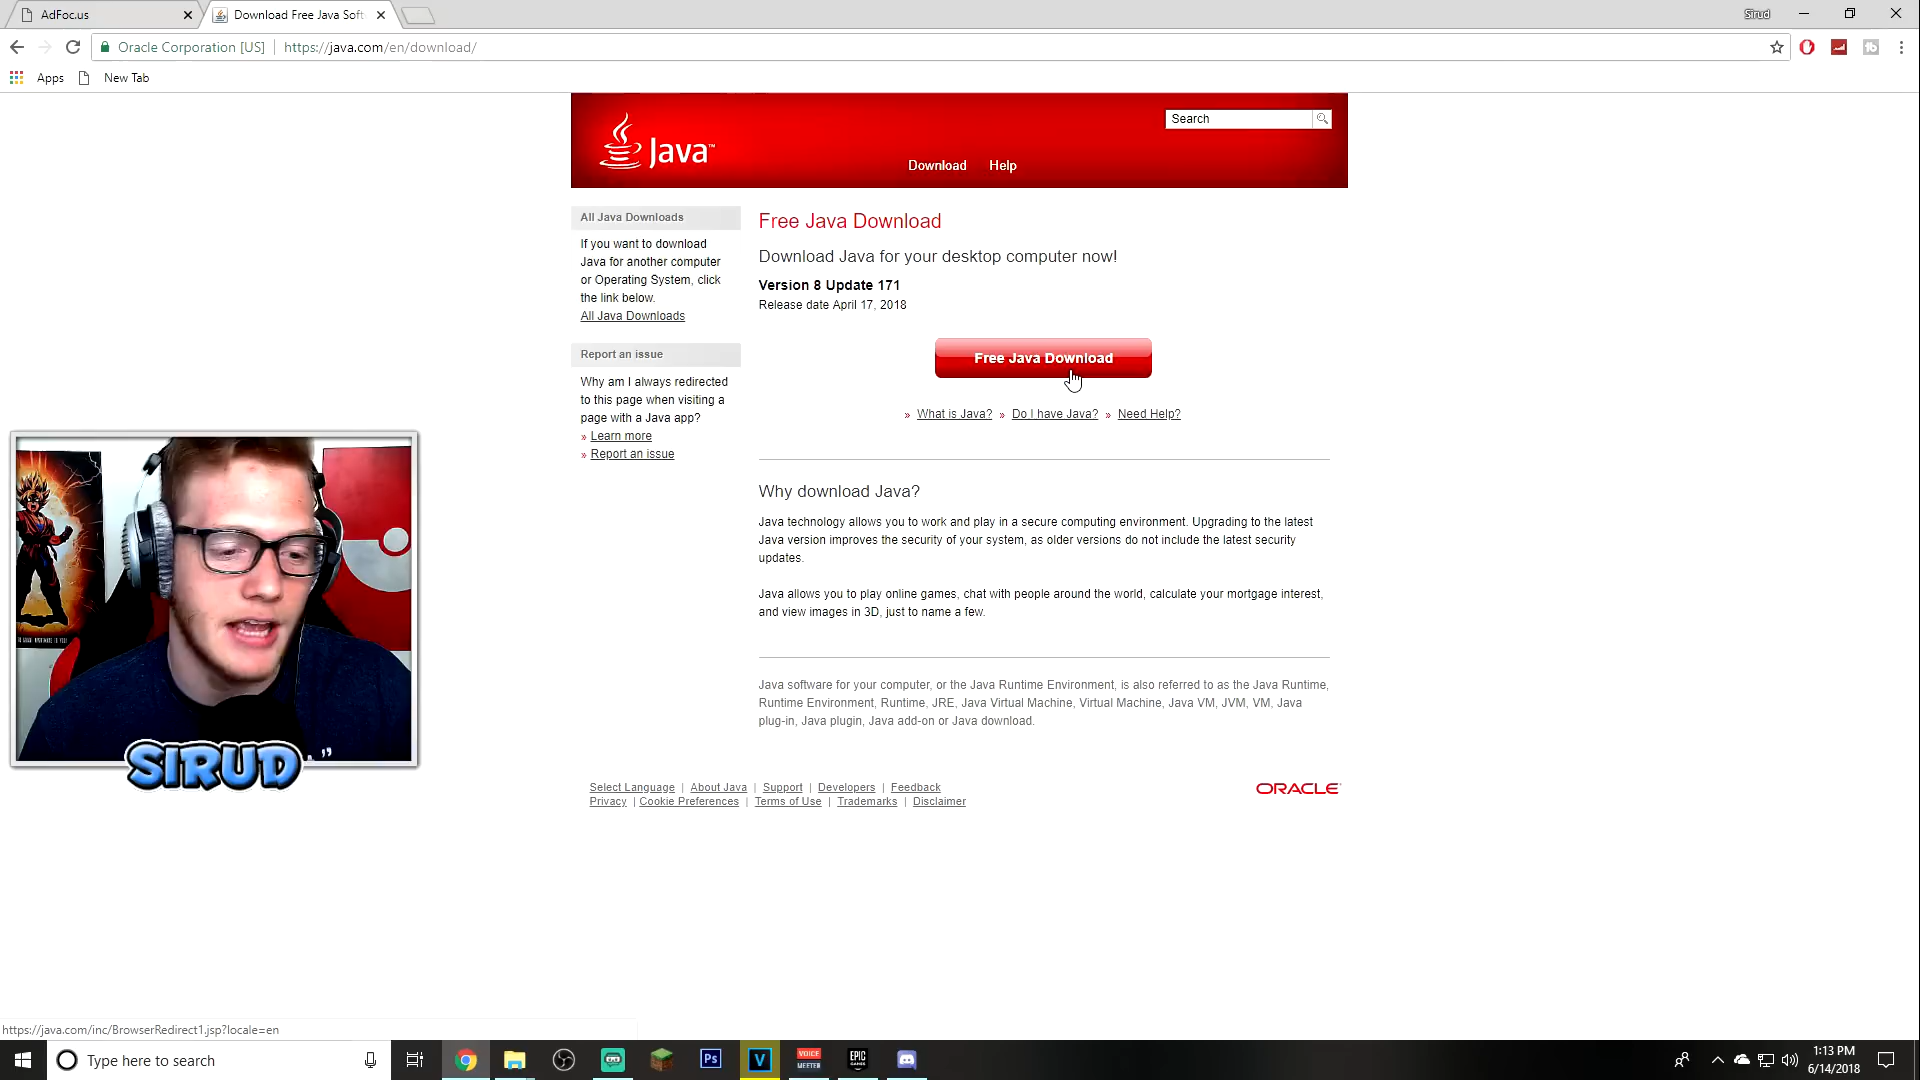 AdFoc.us
Download Free Java Soft
Sirud
Oracle Corporation [US]
https://java.com/en/download/
Apps
New Tab
Java™
Search
Download
Help
All Java Downloads
If you want to download
Java for another computer
or Operating System, click
the link below.
All Java Downloads
Report an issue
Why am I always redirected
to this page when visiting a
page with a Java app?
» Learn more
» Report an issue
Free Java Download
Download Java for your desktop computer now!
Version 8 Update 171
Release date April 17, 2018
Free Java Download
» What is Java? » Do I have Java? » Need Help?
Why download Java?
Java technology allows you to work and play in a secure computing environment. Upgrading to the latest
Java version improves the security of your system, as older versions do not include the latest security
updates.
Java allows you to play online games, chat with people around the world, calculate your mortgage interest,
and view images in 3D, just to name a few.
Java software for your computer, or the Java Runtime Environment, is also referred to as the Java Runtime,
Runtime Environment, Runtime, JRE, Java Virtual Machine, Virtual Machine, Java VM, JVM, VM, Java
plug-in, Java plugin, Java add-on or Java download.
Select Language | About Java | Support | Developers | Feedback
Privacy | Cookie Preferences | Terms of Use | Trademarks | Disclaimer
ORACLE
SIRUD
https://java.com/inc/BrowserRedirect1.jsp?locale=en
Type here to search
Ps
V
VOICE
MEETER
EPIC
GAMES
1:13 PM
6/14/2018